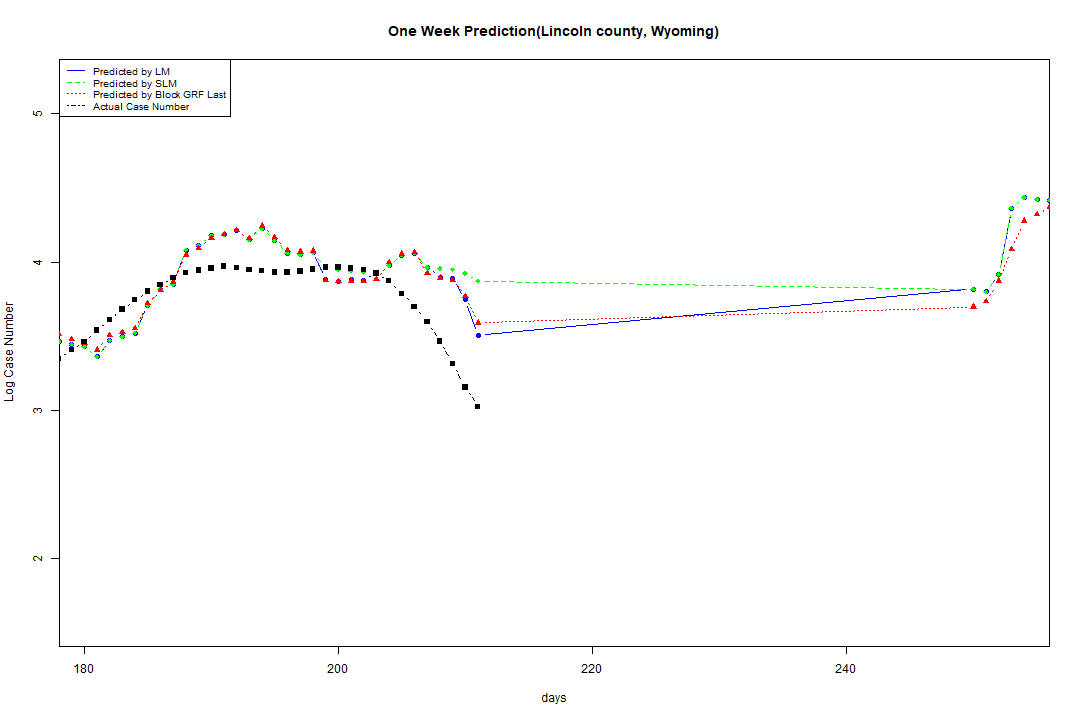 One Week Prediction(Lincoln county, Wyoming)
Predicted by LM
Predicted by SLM
Predicted by Block GRF Last
Actual Case Number
5
4
3
2
Log Case Number
180 200 220 240
days